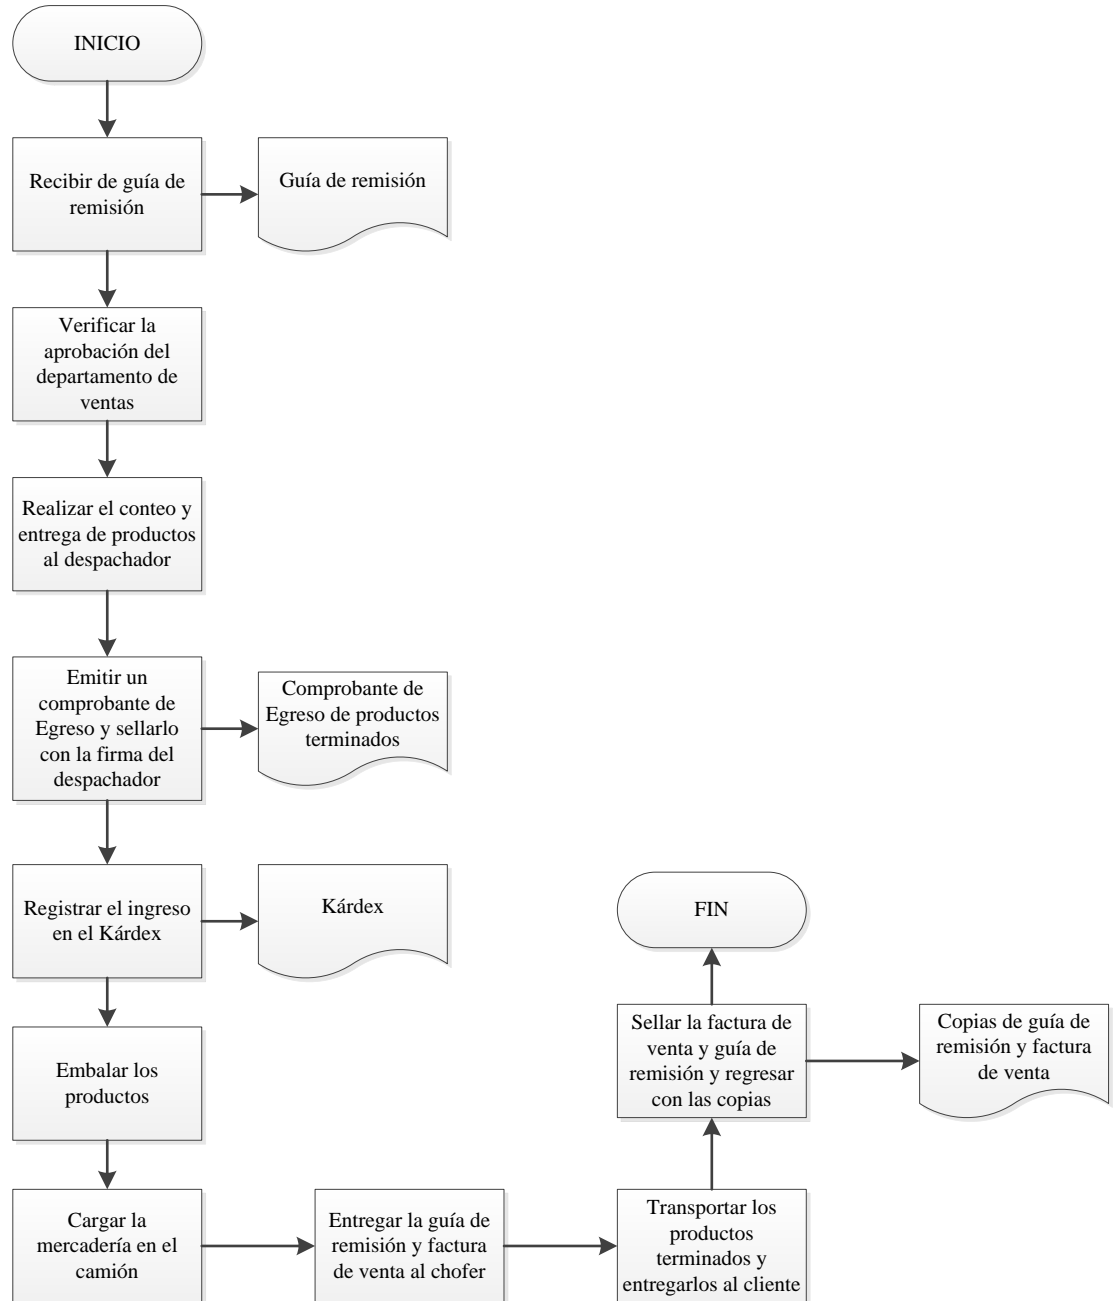 INICIO
Recibir de guía de
remisión
Guía de remisión
Verificar la
aprobación del
departamento de
ventas
Realizar el conteo y
entrega de productos
al despachador
Emitir un
comprobante de
Egreso y sellarlo
con la firma del
despachador
Comprobante de
Egreso de productos
terminados
Registrar el ingreso
en el Kárdex
Kárdex
Embalar los
productos
Cargar la
mercadería en el
camión
Entregar la guía de
remisión y factura
de venta al chofer
Transportar los
productos
terminados y
entregarlos al cliente
Sellar la factura de
venta y guía de
remisión y regresar
con las copias
Copias de guía de
remisión y factura
de venta
FIN